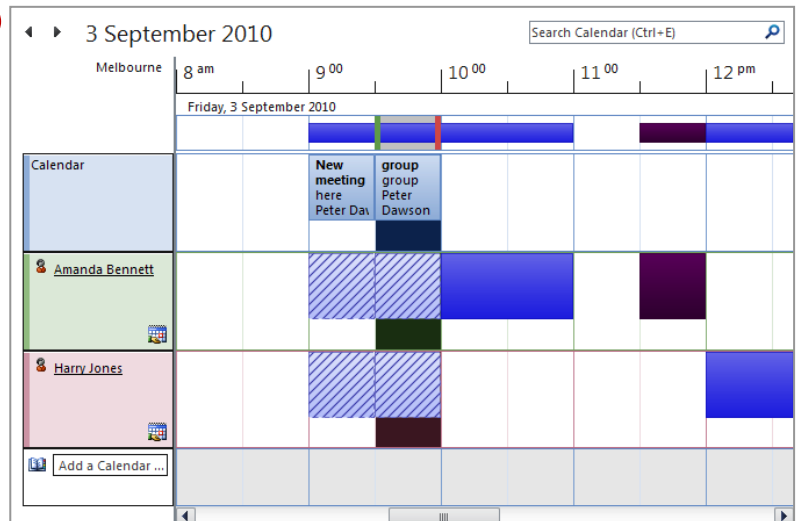 3 September 2010
Search Calendar (Ctrl+E)
Melbourne
8 am
9 00
10 00
11 00
12 pm
Friday, 3 September 2010
Calendar
New meeting
here
Peter Dav
group
group
Peter
Dawson
Amanda Bennett
Harry Jones
Add a Calendar ...